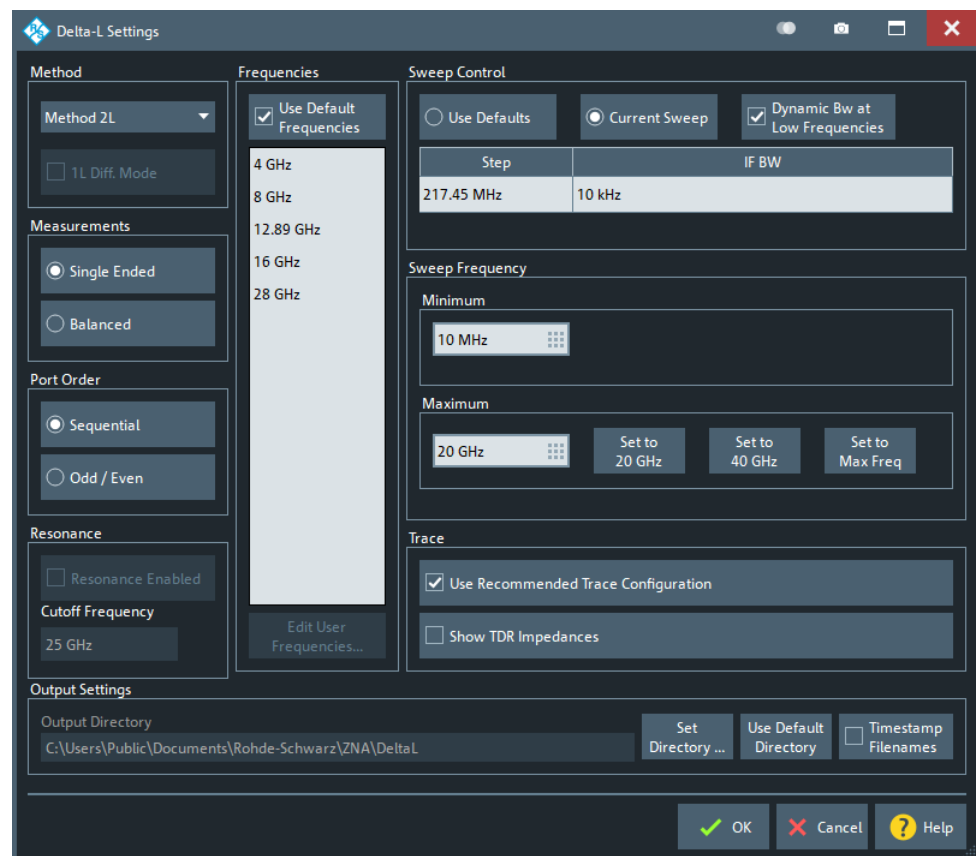 Delta-L Settings
Method
Method 2L
1L Diff. Mode
Measurements
Single Ended
Balanced
Port Order
Sequential
Odd / Even
Resonance
Resonance Enabled
Cutoff Frequency
25 GHz
Frequencies
Use Default
Frequencies
4 GHz
8 GHz
12.89 GHz
16 GHz
28 GHz
Edit User
Frequencies...
Sweep Control
Use Defaults
Current Sweep
Dynamic Bw at
Low Frequencies
Step IF BW
217.45 MHz 10 kHz
Sweep Frequency
Minimum
10 MHz
Maximum
20 GHz
Set to
20 GHz
Set to
40 GHz
Set to
Max Freq
Trace
Use Recommended Trace Configuration
Show TDR Impedances
Output Settings
Output Directory
C:\Users\Public\Documents\Rohde-Schwarz\ZNA\DeltaL
Set
Directory ...
Use Default
Directory
Timestamp
Filenames
OK
Cancel
? Help